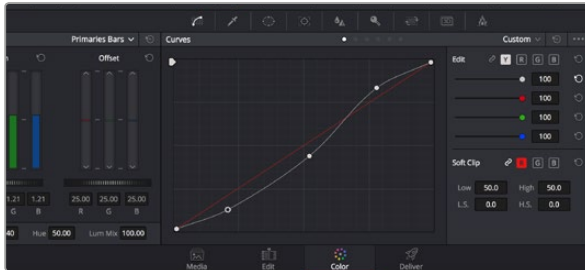 Primaries Bars
Curves
Custom
Offset
Edit
Y R G B
100
100
100
100
Soft Clip
R G B
Low 50.0 High 50.0
L.S. 0.0 H.S. 0.0
1.21 1.21 25.00 25.00 25.00
G B R G B
40 Hue 50.00 Lum Mix 100.00
Media Edit Color Deliver